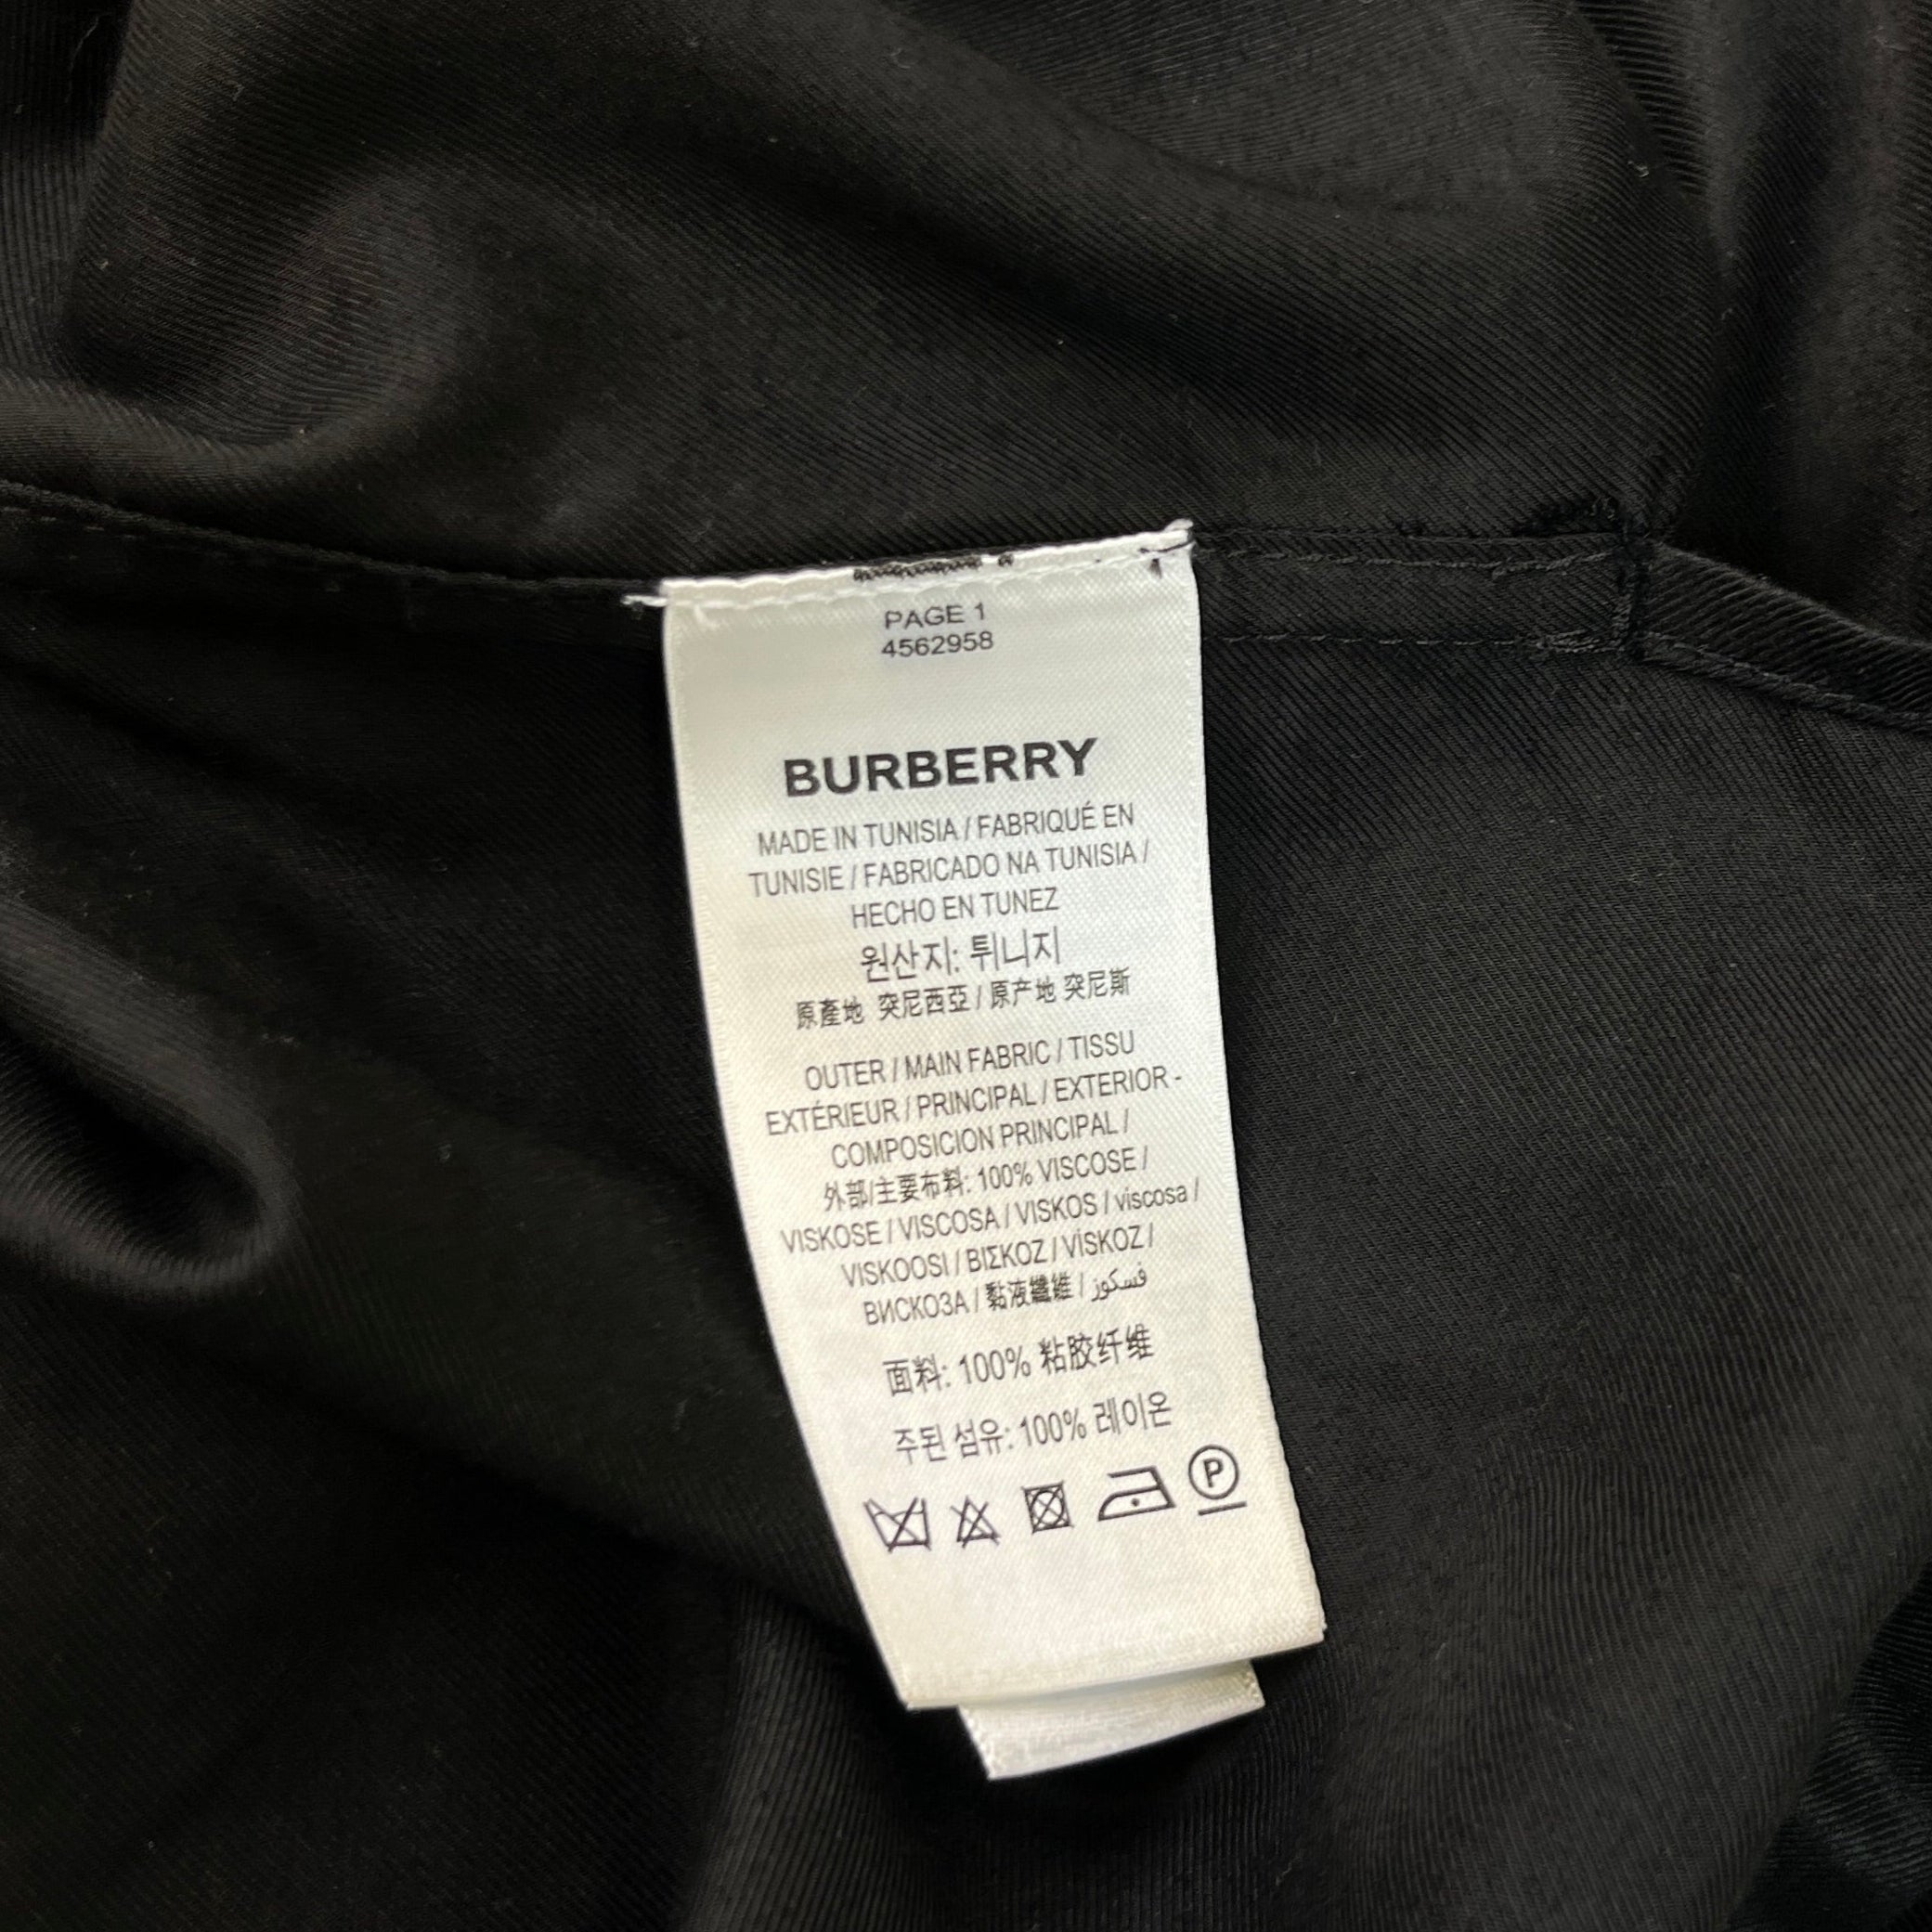 PAGE 1
4562958
BURBERRY
MADE IN TUNISIA / FABRIQUÉ EN
TUNISIE / FABRICADO NA TUNISIA /
HECHO EN TUNEZ
원산지: 튀니지
原產地 突尼西亞 / 原产地 突尼斯
OUTER / MAIN FABRIC / TISSU
EXTÉRIEUR / PRINCIPAL / EXTERIOR -
COMPOSICION PRINCIPAL /
外部/主要布料: 100% VISCOSE /
VISKOSE / VISCOSA / VISKOS / viscosa /
VISKOOSI / ΒΙΣΚΟΖ / VİSKOZ /
ВИСКОЗА / 黏液纖維 / فسكوز
面料: 100% 粘胶纤维
주된 섬유: 100% 레이온
P